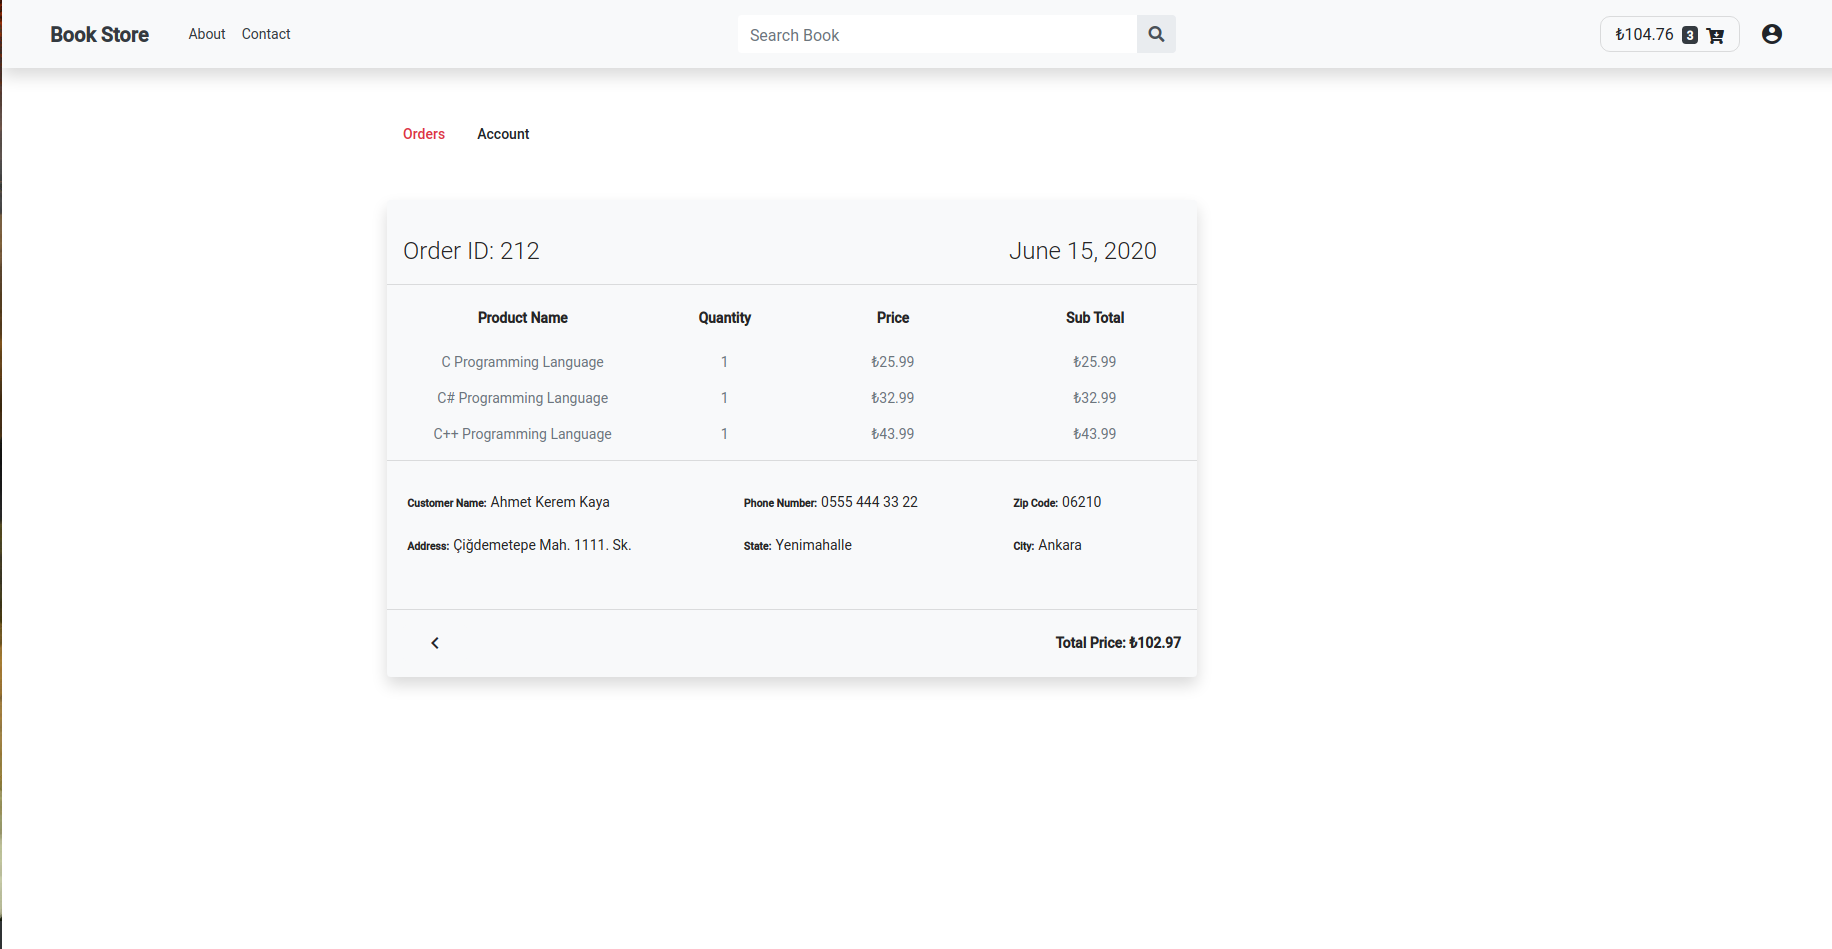 Book Store About Contact Search Book ₺104.76 3
Orders Account
Order ID: 212 June 15, 2020
Product Name Quantity Price Sub Total
C Programming Language 1 ₺25.99 ₺25.99
C# Programming Language 1 ₺32.99 ₺32.99
C++ Programming Language 1 ₺43.99 ₺43.99
Customer Name: Ahmet Kerem Kaya Phone Number: 0555 444 33 22 Zip Code: 06210
Address: Çiğdemetepe Mah. 1111. Sk. State: Yenimahalle City: Ankara
Total Price: ₺102.97